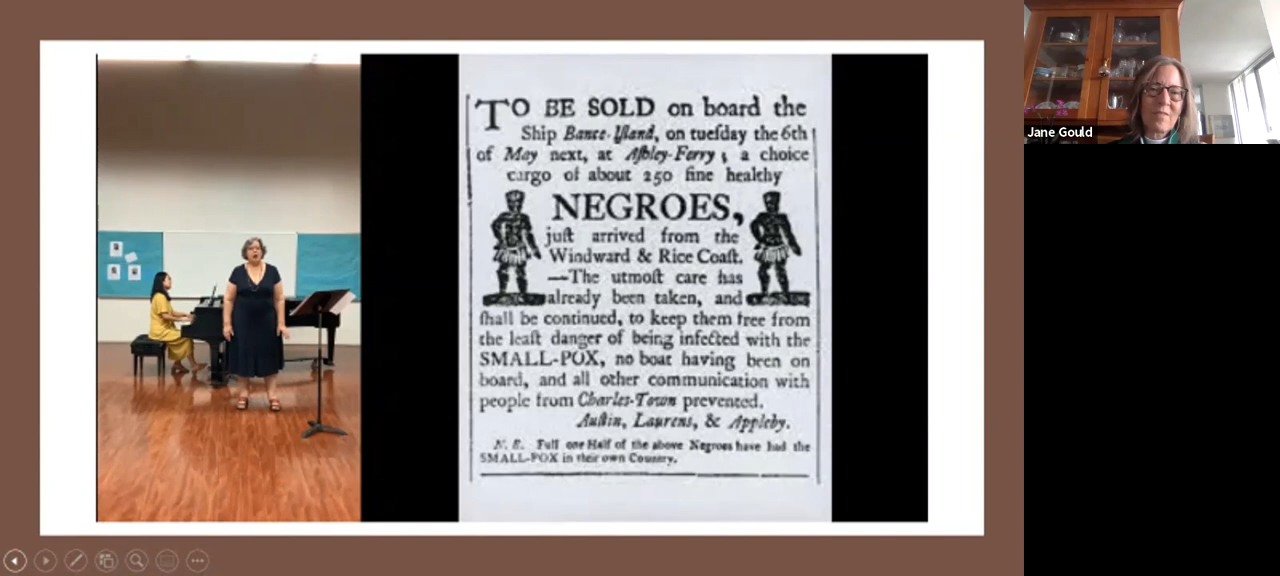 TO BE SOLD on board the
Ship Bance-Iſland, on tueſday the 6th
of May next, at Aſhley-Ferry; a choice
cargo of about 250 fine healthy
NEGROES,
juſt arrived from the
Windward & Rice Coaſt.
—The utmoſt care has
already been taken, and
ſhall be continued, to keep them free from
the leaſt danger of being infected with the
SMALL-POX, no boat having been on
board, and all other communication with
people from Charles-Town prevented.
Auſtin, Laurens, & Appleby.
N. B. Full one Half of the above Negroes have had the
SMALL-POX in their own Country.
Jane Gould